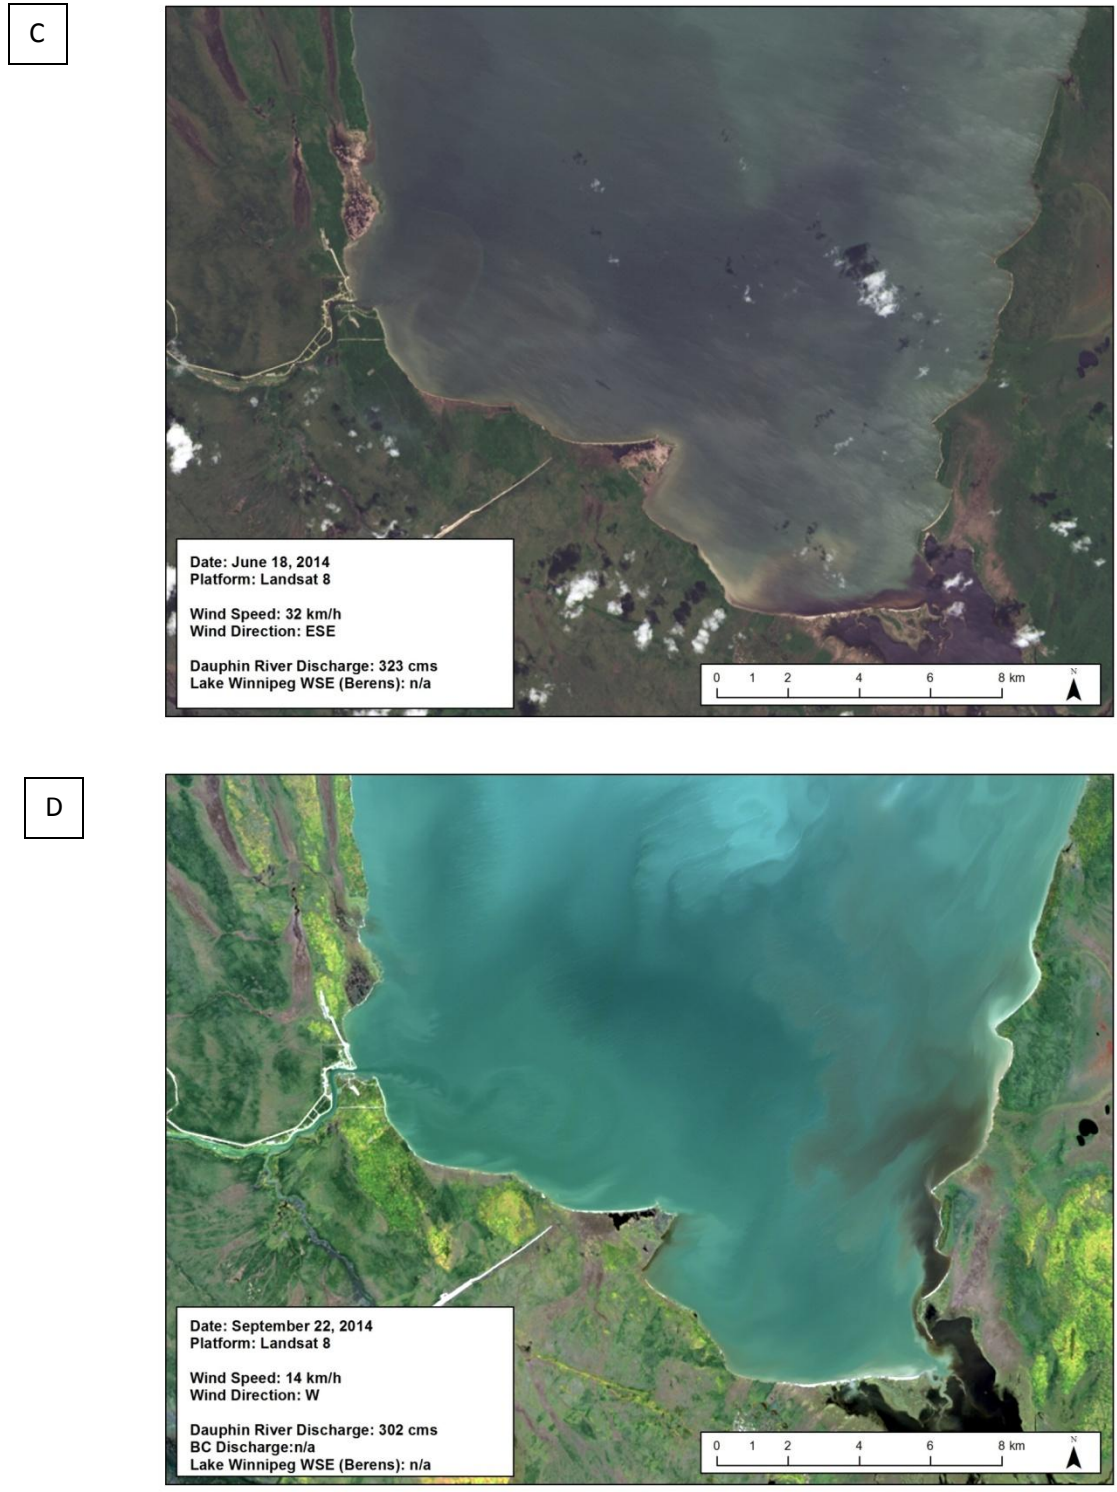 C
Date: June 18, 2014
Platform: Landsat 8
Wind Speed: 32 km/h
Wind Direction: ESE
Dauphin River Discharge: 323 cms
Lake Winnipeg WSE (Berens): n/a
0 1 2 4 6 8 km
N
D
Date: September 22, 2014
Platform: Landsat 8
Wind Speed: 14 km/h
Wind Direction: W
Dauphin River Discharge: 302 cms
BC Discharge:n/a
Lake Winnipeg WSE (Berens): n/a
0 1 2 4 6 8 km
N